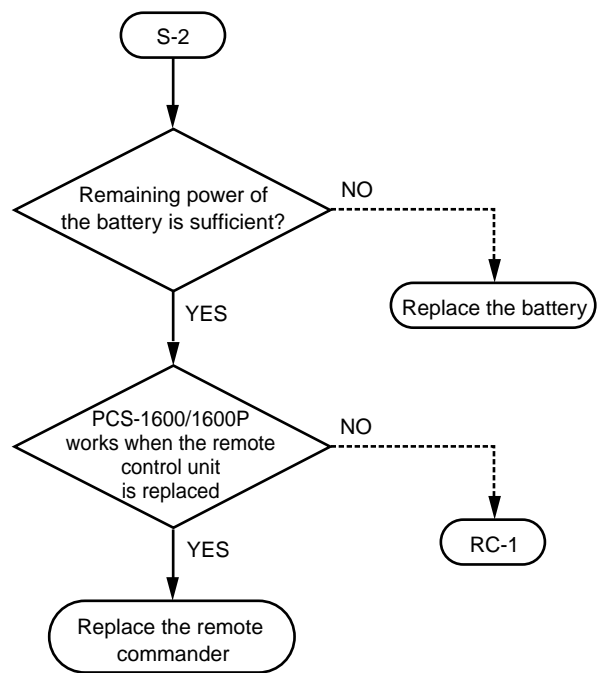 S-2
Remaining power of
the battery is sufficient?
NO
Replace the battery
YES
PCS-1600/1600P
works when the remote
control unit
is replaced
NO
RC-1
YES
Replace the remote
commander